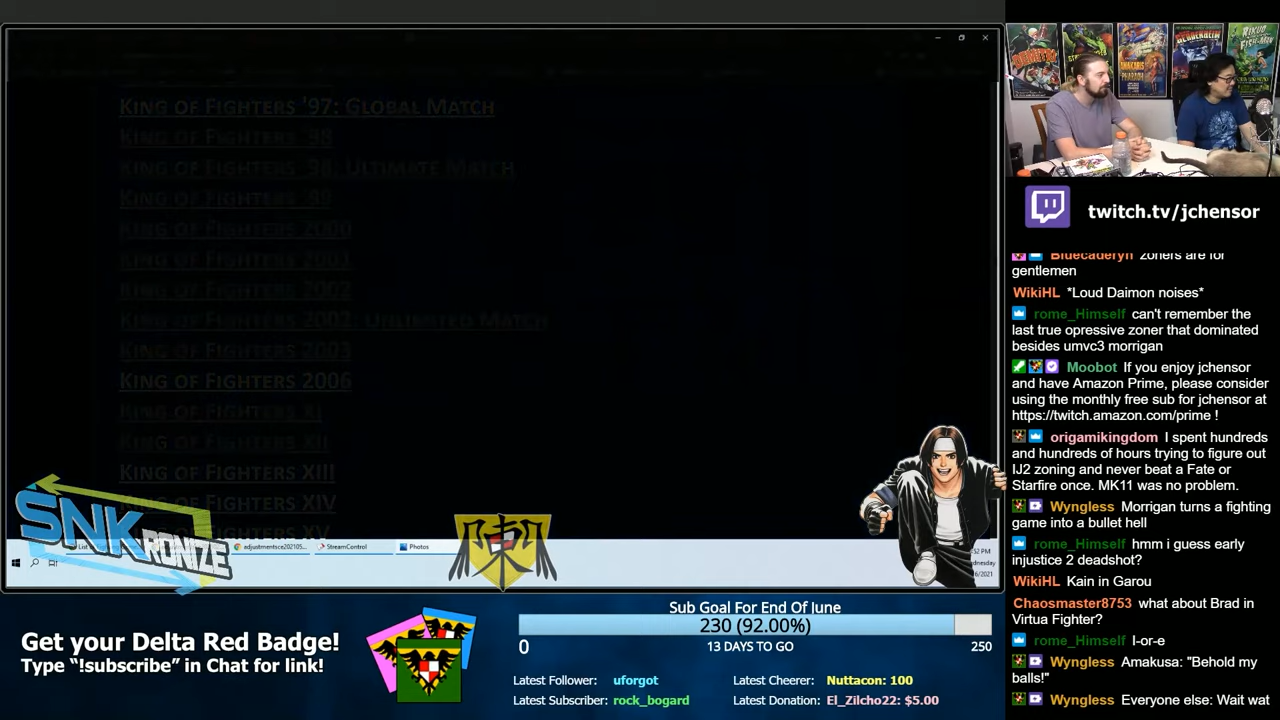 King of Fighters '97: Global Match
King of Fighters '98
King of Fighters '98: Ultimate Match
King of Fighters '99
King of Fighters 2000
King of Fighters 2001
King of Fighters 2002
King of Fighters 2002: Unlimited Match
King of Fighters 2003
King of Fighters 2006
King of Fighters XI
King of Fighters XII
King of Fighters XIII
King of Fighters XIV
King of Fighters XV
SNK
RONIZE
adjustmentsce202105...
StreamControl
Photos
東
:52 PM
6/2021
twitch.tv/jchensor
Bluecaderyn zoners are for
gentlemen
WikiHL *Loud Daimon noises*
rome_Himself can't remember the
last true opressive zoner that dominated
besides umvc3 morrigan
Moobot If you enjoy jchensor
and have Amazon Prime, please consider
using the monthly free sub for jchensor at
https://twitch.amazon.com/prime !
origamikingdom I spent hundreds
and hundreds of hours trying to figure out
IJ2 zoning and never beat a Fate or
Starfire once. MK11 was no problem.
Wyngless Morrigan turns a fighting
game into a bullet hell
rome_Himself hmm i guess early
injustice 2 deadshot?
WikiHL Kain in Garou
Chaosmaster8753 what about Brad in
Virtua Fighter?
rome_Himself l-or-e
Wyngless Amakusa: "Behold my
balls!"
Wyngless Everyone else: Wait wat
Get your Delta Red Badge!
Type "!subscribe" in Chat for link!
Sub Goal For End Of June
230 (92.00%)
0
13 DAYS TO GO
250
Latest Follower: uforgot
Latest Cheerer: Nuttacon: 100
Latest Subscriber: rock_bogard
Latest Donation: El_Zilcho22: $5.00